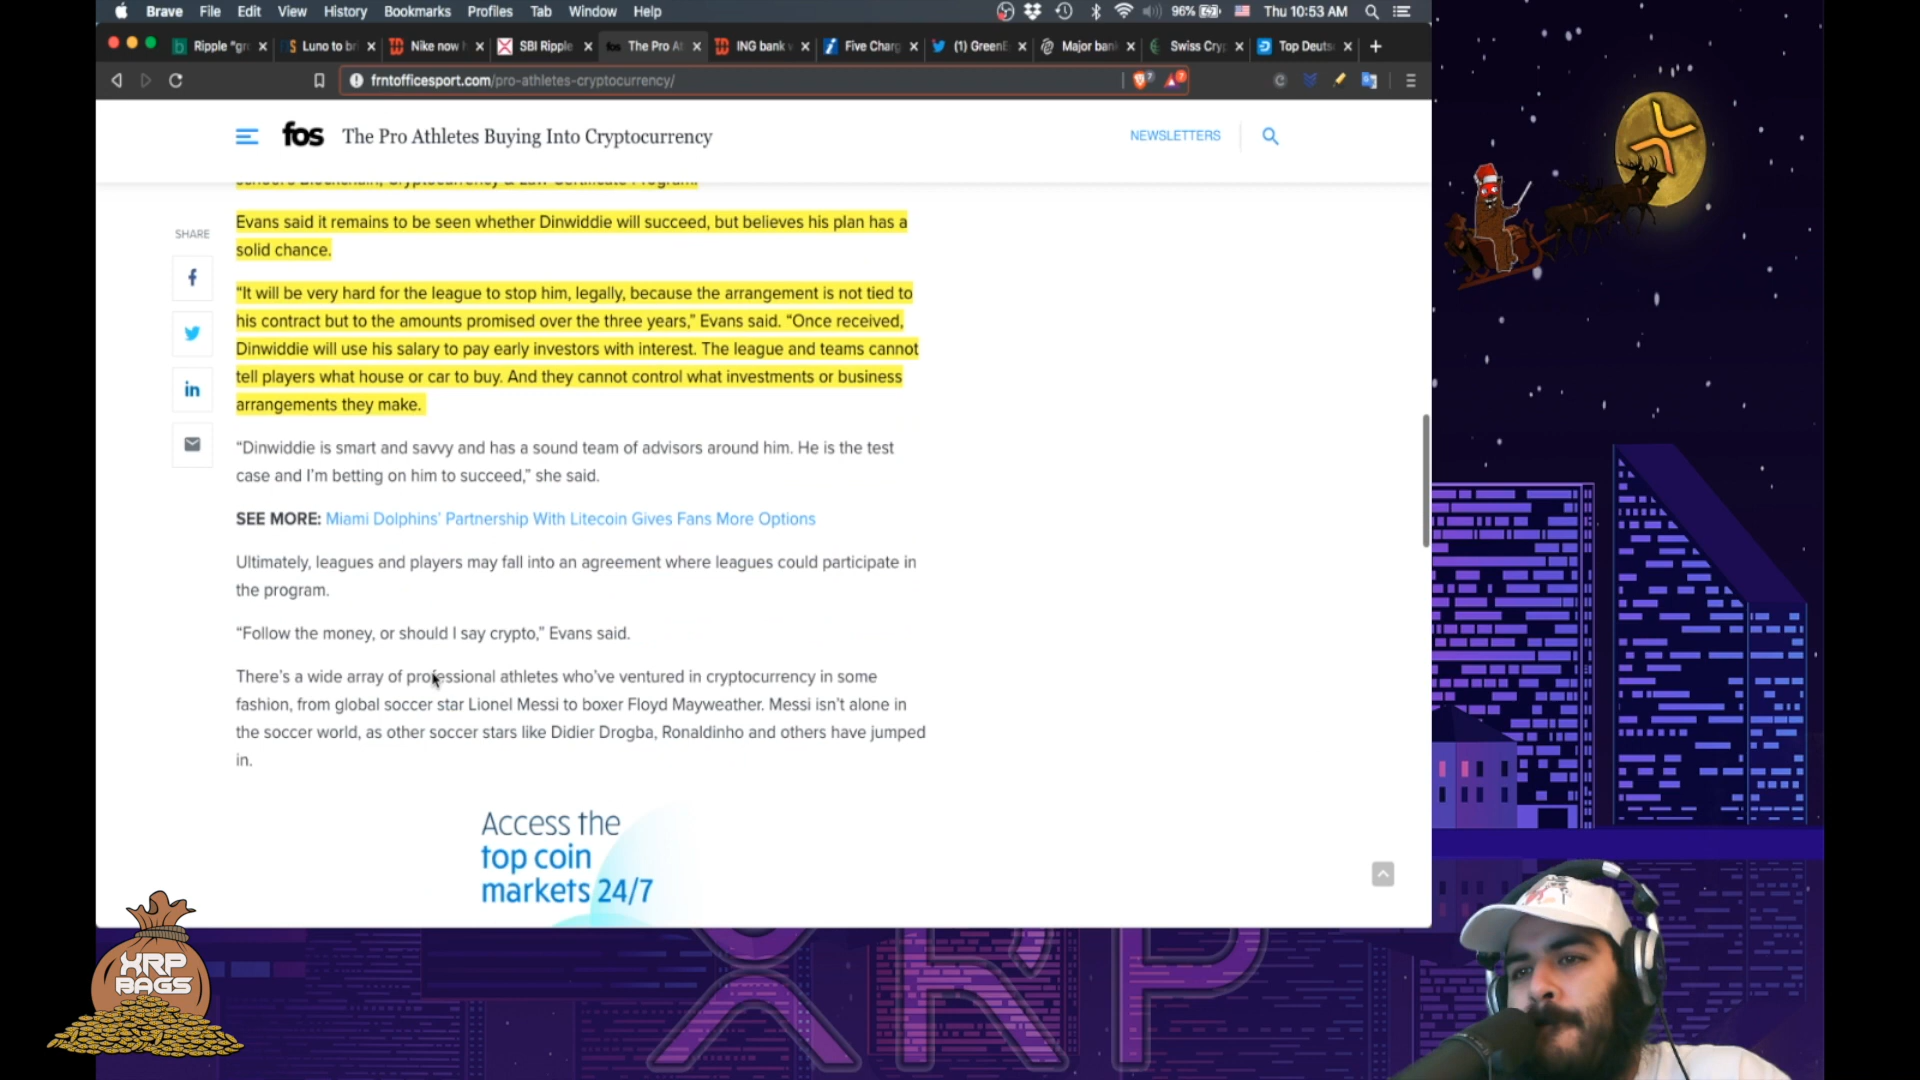 Brave File Edit View History Bookmarks Profiles Tab Window Help 96% Thu 10:53 AM
Ripple "gr Luno to br Nike now h SBI Ripple The Pro At ING bank Five Charg (1) GreenB Major ban Swiss Cryp Top Deuts
frntofficesport.com/pro-athletes-cryptocurrency/
fos The Pro Athletes Buying Into Cryptocurrency NEWSLETTERS
Blockchain, Cryptocurrency & Law Certificate Program.
SHARE
Evans said it remains to be seen whether Dinwiddie will succeed, but believes his plan has a
solid chance.
“It will be very hard for the league to stop him, legally, because the arrangement is not tied to
his contract but to the amounts promised over the three years,” Evans said. “Once received,
Dinwiddie will use his salary to pay early investors with interest. The league and teams cannot
tell players what house or car to buy. And they cannot control what investments or business
arrangements they make.
“Dinwiddie is smart and savvy and has a sound team of advisors around him. He is the test
case and I’m betting on him to succeed,” she said.
SEE MORE: Miami Dolphins’ Partnership With Litecoin Gives Fans More Options
Ultimately, leagues and players may fall into an agreement where leagues could participate in
the program.
“Follow the money, or should I say crypto,” Evans said.
There’s a wide array of professional athletes who’ve ventured in cryptocurrency in some
fashion, from global soccer star Lionel Messi to boxer Floyd Mayweather. Messi isn’t alone in
the soccer world, as other soccer stars like Didier Drogba, Ronaldinho and others have jumped
in.
Access the
top coin
markets 24/7
XRP
BAGS
XRP